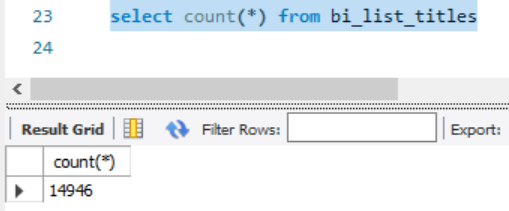 23 select count(*) from bi_list_titles
24
Result Grid Filter Rows: Export:
count(*)
14946